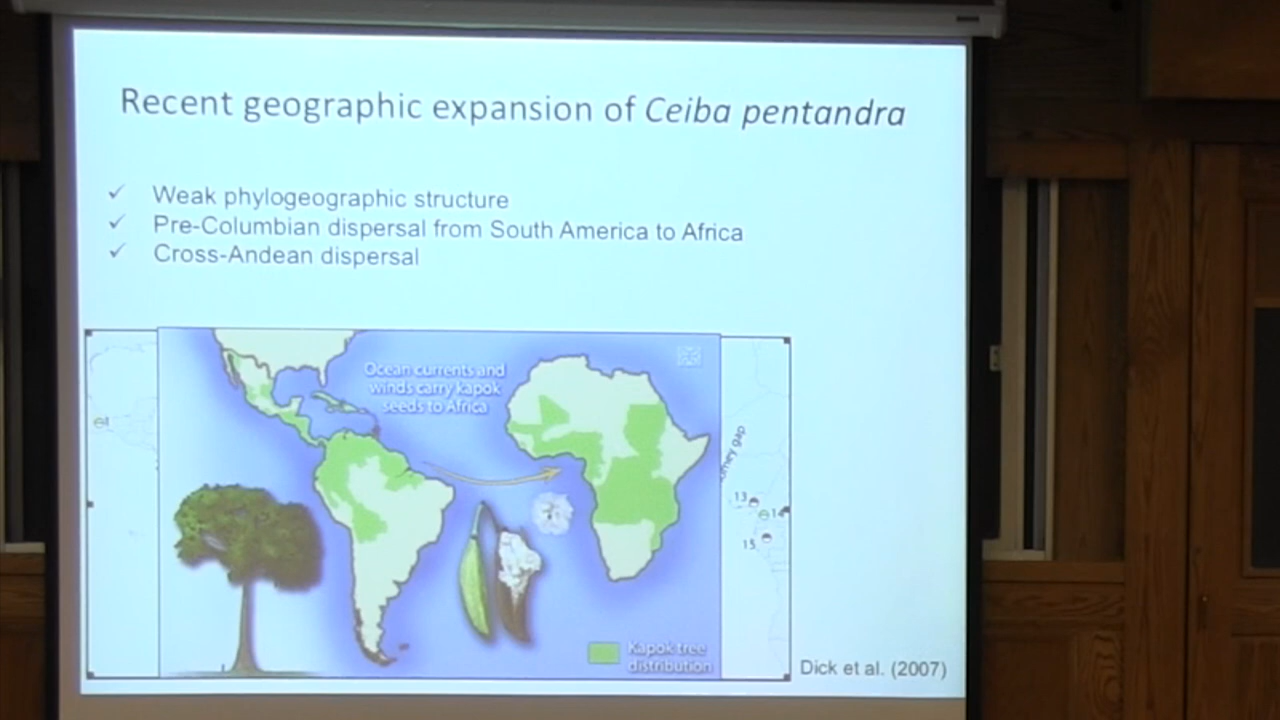 Recent geographic expansion of Ceiba pentandra
✓ Weak phylogeographic structure
✓ Pre-Columbian dispersal from South America to Africa
✓ Cross-Andean dispersal
Ocean currents and
winds carry kapok
seeds to Africa
gap
13
14
15
Kapok tree
distribution
Dick et al. (2007)